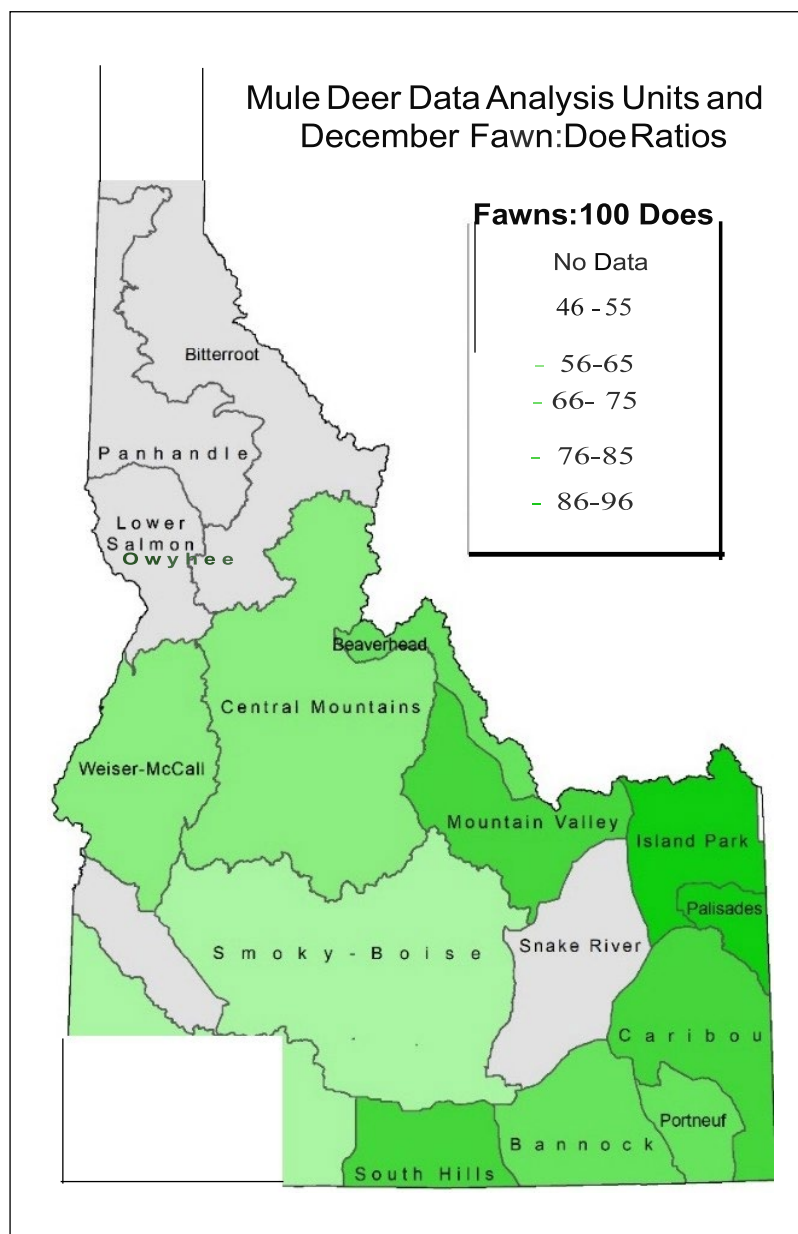 Mule Deer Data Analysis Units and
December Fawn:Doe Ratios
Fawns:100 Does
No Data
46 - 55
56-65
66- 75
76-85
86-96
Bitterroot
Panhandle
Lower
Salmon
Owyhee
Beaverhead
Central Mountains
Weiser-McCall
Mountain Valley
Island Park
Palisades
Smoky-Boise
Snake River
Caribou
Portneuf
Bannock
South Hills